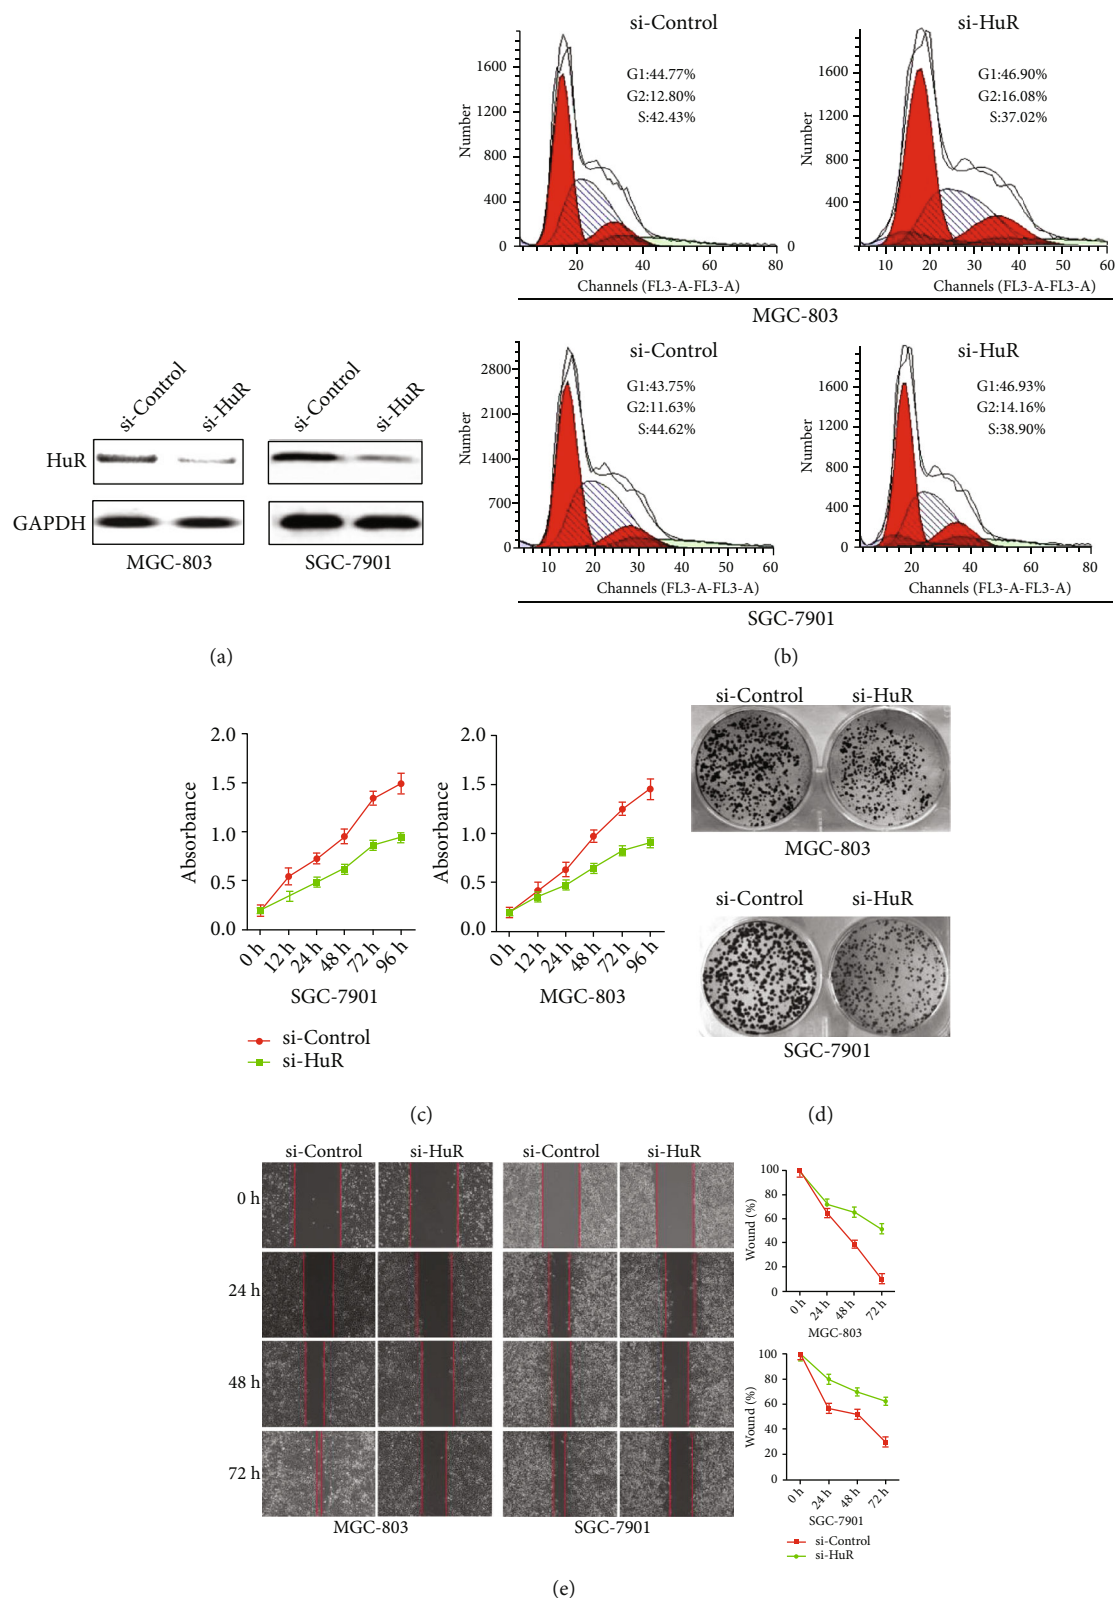 si-Control
si-HuR
HuR
GAPDH
MGC-803
si-Control
si-HuR
SGC-7901
(a)
si-Control
G1:44.77%
G2:12.80%
S:42.43%
Number
1600
1200
800
400
0
20
40
60
80
Channels (FL3-A-FL3-A)
si-HuR
G1:46.90%
G2:16.08%
S:37.02%
Number
1600
1200
800
400
0
0
10
20
30
40
50
60
Channels (FL3-A-FL3-A)
MGC-803
si-Control
G1:43.75%
G2:11.63%
S:44.62%
Number
2800
2100
1400
700
0
10
20
30
40
50
60
Channels (FL3-A-FL3-A)
si-HuR
G1:46.93%
G2:14.16%
S:38.90%
Number
1600
1200
800
400
0
20
40
60
80
Channels (FL3-A-FL3-A)
SGC-7901
(b)
Absorbance
2.0
1.5
1.0
0.5
0.0
0 h
12 h
24 h
48 h
72 h
96 h
SGC-7901
Absorbance
2.0
1.5
1.0
0.5
0.0
0 h
12 h
24 h
48 h
72 h
96 h
MGC-803
si-Control
si-HuR
(c)
si-Control
si-HuR
MGC-803
si-Control
si-HuR
SGC-7901
(d)
si-Control
si-HuR
si-Control
si-HuR
0 h
24 h
48 h
72 h
MGC-803
SGC-7901
Wound (%)
100
80
60
40
20
0
0 h
24 h
48 h
72 h
MGC-803
Wound (%)
100
80
60
40
20
0
0 h
24 h
48 h
72 h
SGC-7901
si-Control
si-HuR
(e)